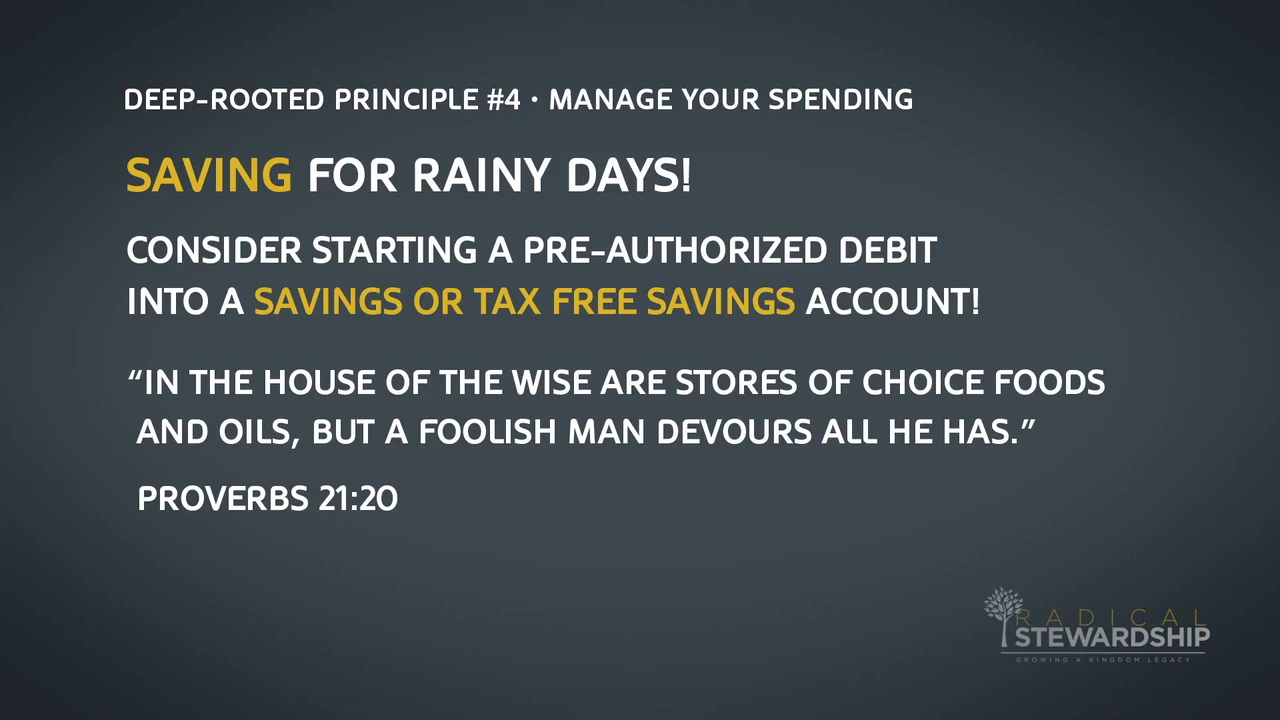 DEEP-ROOTED PRINCIPLE #4 • MANAGE YOUR SPENDING
SAVING FOR RAINY DAYS!
CONSIDER STARTING A PRE-AUTHORIZED DEBIT
INTO A SAVINGS OR TAX FREE SAVINGS ACCOUNT!
“IN THE HOUSE OF THE WISE ARE STORES OF CHOICE FOODS
AND OILS, BUT A FOOLISH MAN DEVOURS ALL HE HAS.”
PROVERBS 21:20
RADICAL
STEWARDSHIP
GROWING A KINGDOM LEGACY